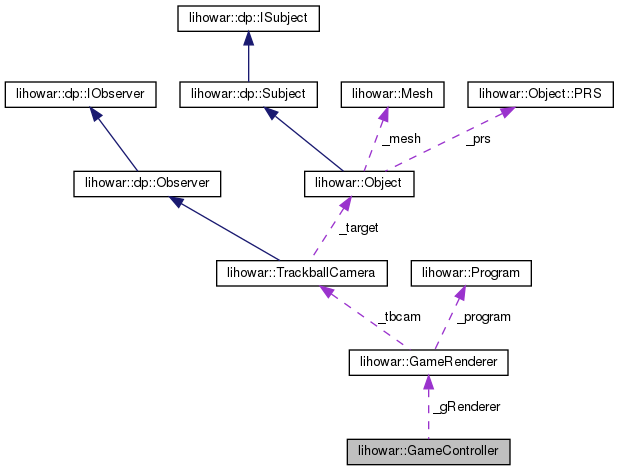 lihowar::dp::ISubject
lihowar::dp::IObserver
lihowar::dp::Subject
lihowar::Mesh
lihowar::Object::PRS
_mesh
_prs
lihowar::dp::Observer
lihowar::Object
_target
lihowar::TrackballCamera
lihowar::Program
_tbcam
_program
lihowar::GameRenderer
_gRenderer
lihowar::GameController